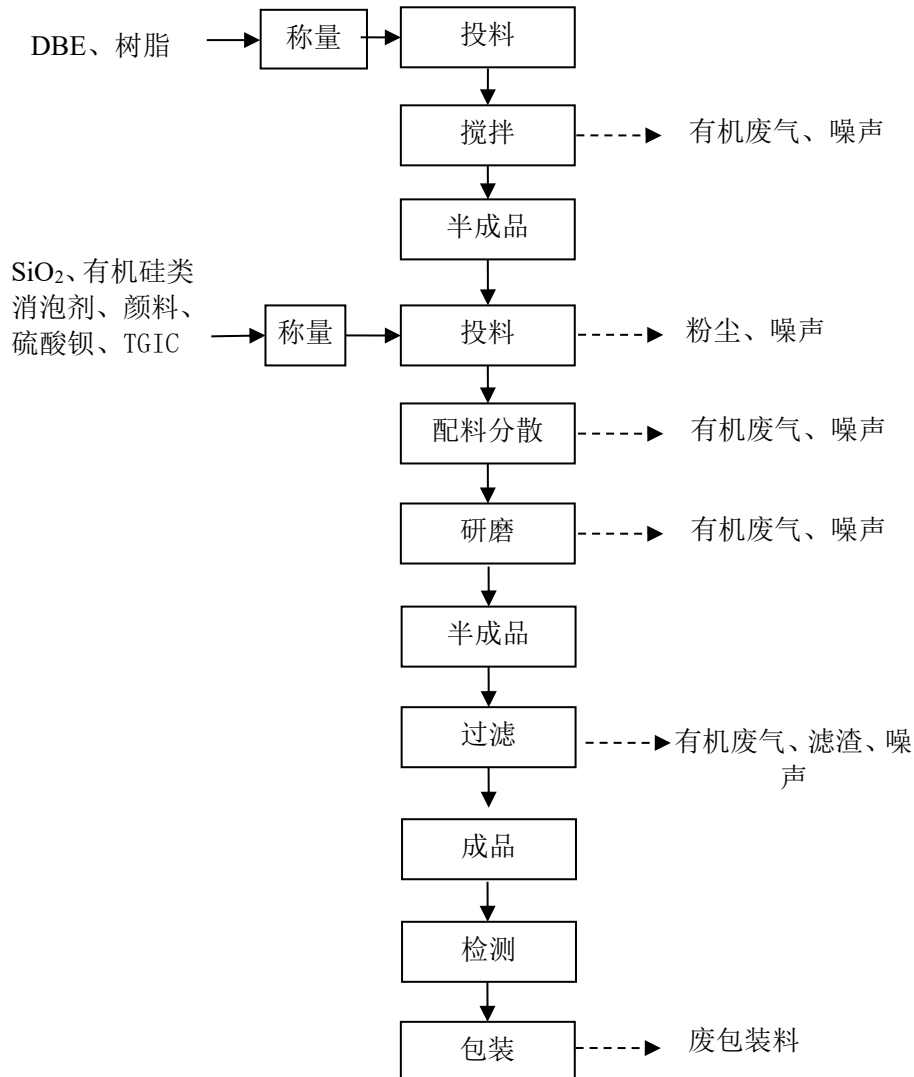 DBE、树脂
称量
投料
搅拌
有机废气、噪声
半成品
SiO₂、有机硅类
消泡剂、颜料、
硫酸钡、TGIC
称量
投料
粉尘、噪声
配料分散
有机废气、噪声
研磨
有机废气、噪声
半成品
过滤
有机废气、滤渣、噪
声
成品
检测
包装
废包装料